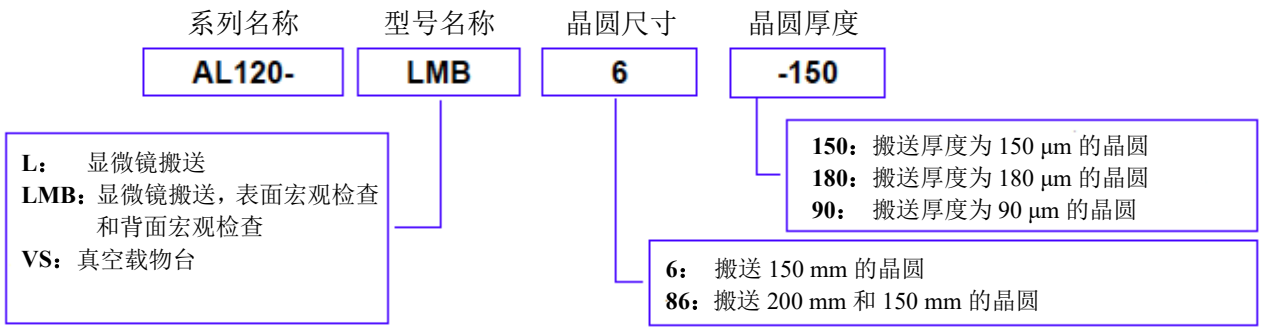 系列名称 型号名称 晶圆尺寸 晶圆厚度
AL120- LMB 6 -150
L： 显微镜搬送
LMB：显微镜搬送，表面宏观检查
和背面宏观检查
VS：真空载物台
150：搬送厚度为 150 μm 的晶圆
180：搬送厚度为 180 μm 的晶圆
90： 搬送厚度为 90 μm 的晶圆
6： 搬送 150 mm 的晶圆
86：搬送 200 mm 和 150 mm 的晶圆